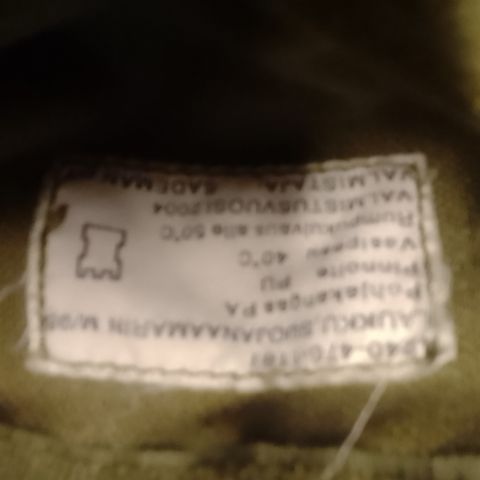 LAUKKU,SUOJANAAMARIN M/95
Pohjakangas PA
Pinnoite PU
Vesipesu 40°C
Rumpukuivaus alle 50°C
VALMISTUSVUOSI 2004
VALMISTAJA: